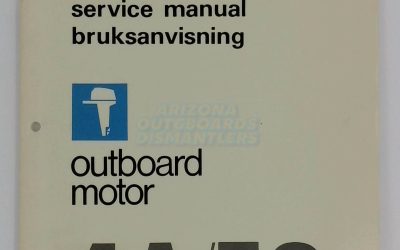 service manual
bruksanvisning
ARIZONA
OUTBOARDS
DISMANTLERS
outboard
motor